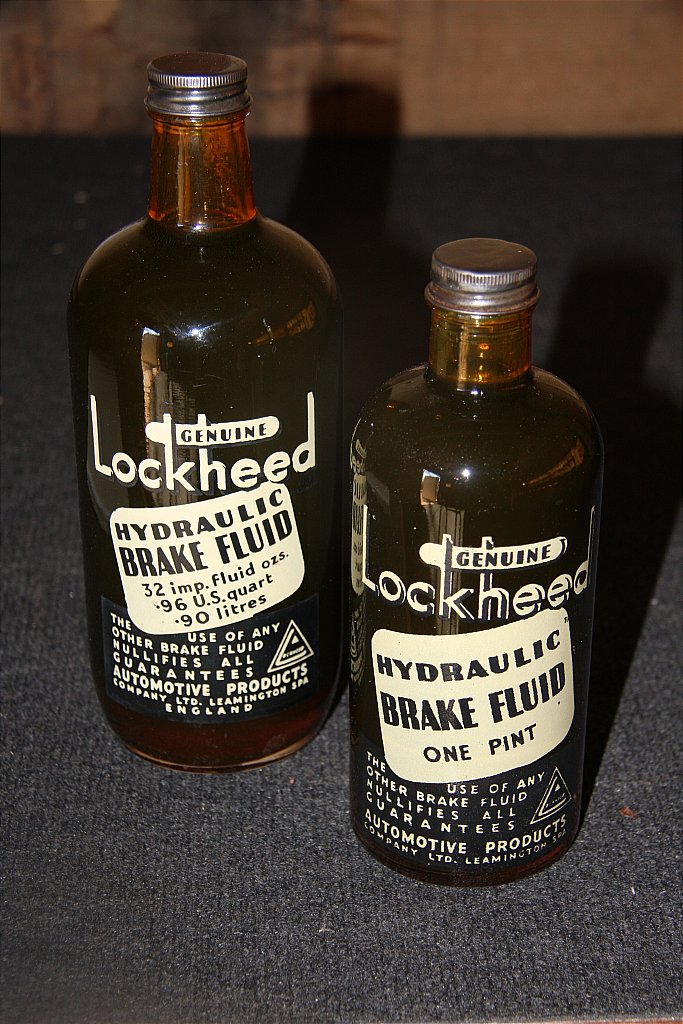 GENUINE
Lockheed
HYDRAULIC
BRAKE FLUID
32 imp. fluid ozs.
·96 U.S. quart
·90 litres
THE USE OF ANY
OTHER BRAKE FLUID
NULLIFIES ALL
GUARANTEES
AUTOMOTIVE PRODUCTS
COMPANY LTD. LEAMINGTON SPA
ENGLAND
GENUINE
Lockheed
HYDRAULIC
BRAKE FLUID
ONE PINT
THE USE OF ANY
OTHER BRAKE FLUID
NULLIFIES ALL
GUARANTEES
AUTOMOTIVE PRODUCTS
COMPANY LTD. LEAMINGTON SPA